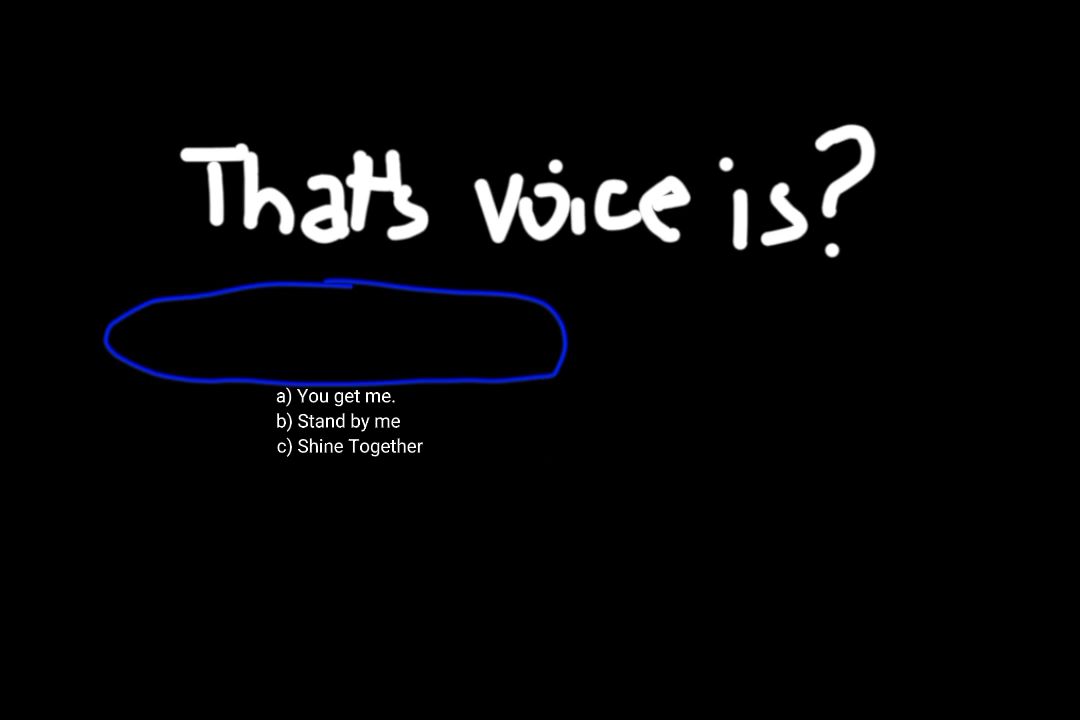 That's voice is?
a) You get me.
b) Stand by me
c) Shine Together